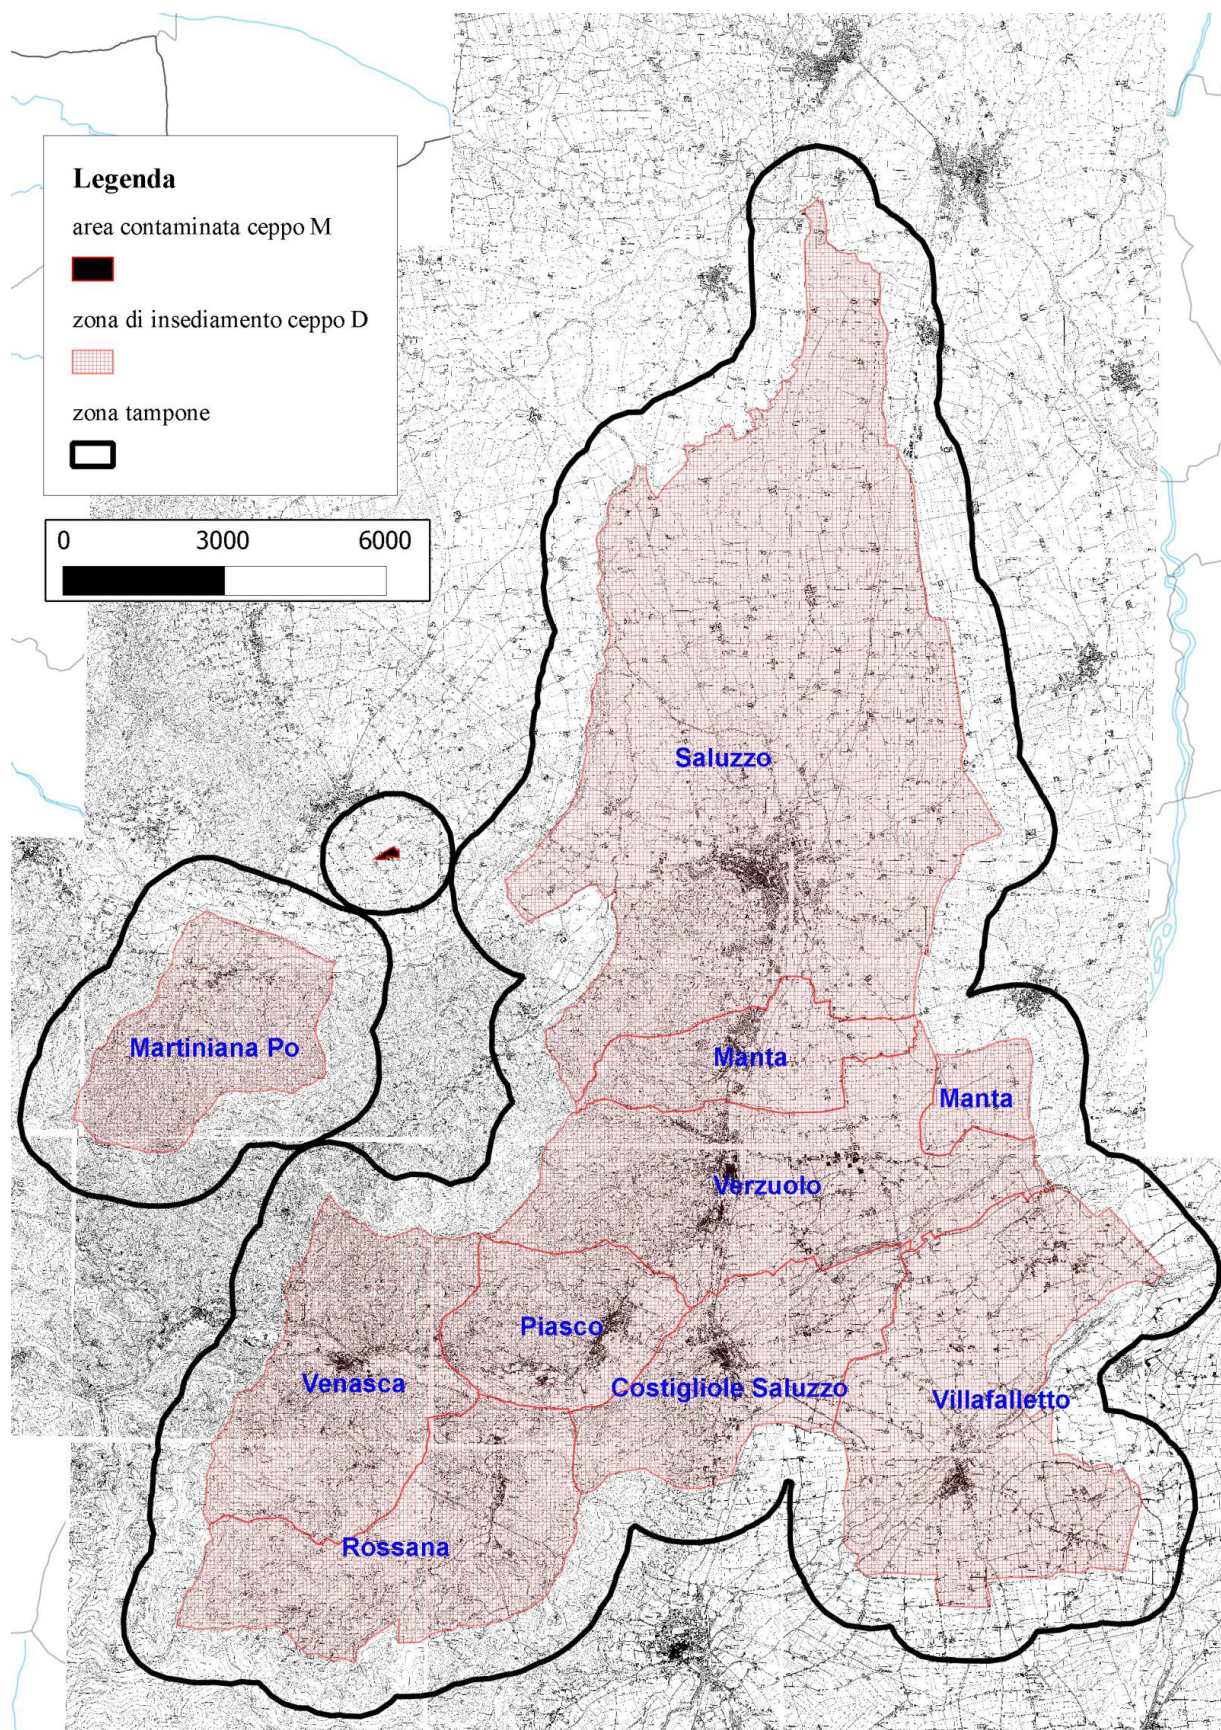 Legenda
area contaminata ceppo M
zona di insediamento ceppo D
zona tampone
0 3000 6000
Saluzzo
Martiniana Po
Manta
Manta
Verzuolo
Piasco
Venasca
Costigliole Saluzzo
Villafalletto
Rossana